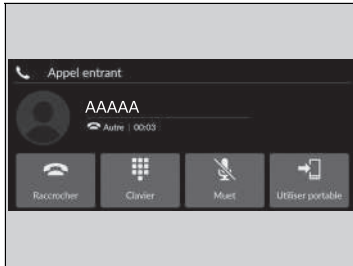 Appel entrant
AAAAA
Autre | 00:03
Raccrocher
Clavier
Muet
Utiliser portable